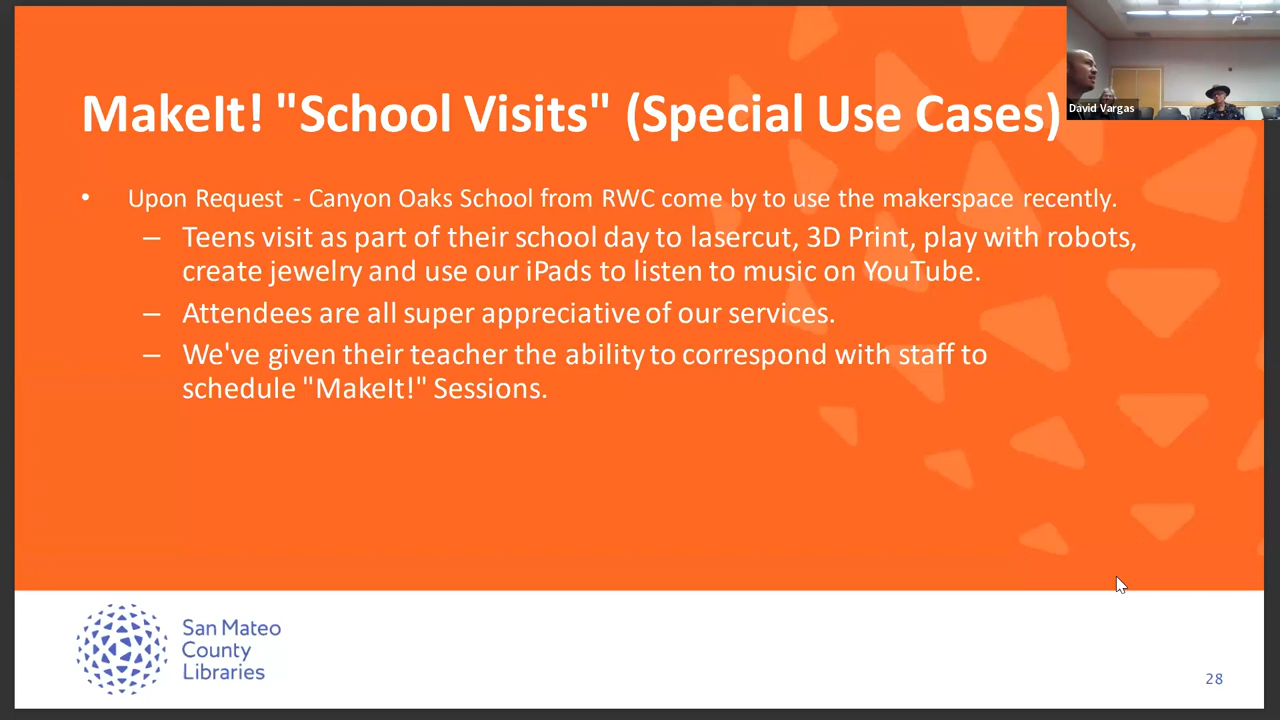 MakeIt! "School Visits" (Special Use Cases)
David Vargas
• Upon Request - Canyon Oaks School from RWC come by to use the makerspace recently.
– Teens visit as part of their school day to lasercut, 3D Print, play with robots,
create jewelry and use our iPads to listen to music on YouTube.
– Attendees are all super appreciative of our services.
– We've given their teacher the ability to correspond with staff to
schedule "MakeIt!" Sessions.
San Mateo
County
Libraries
28